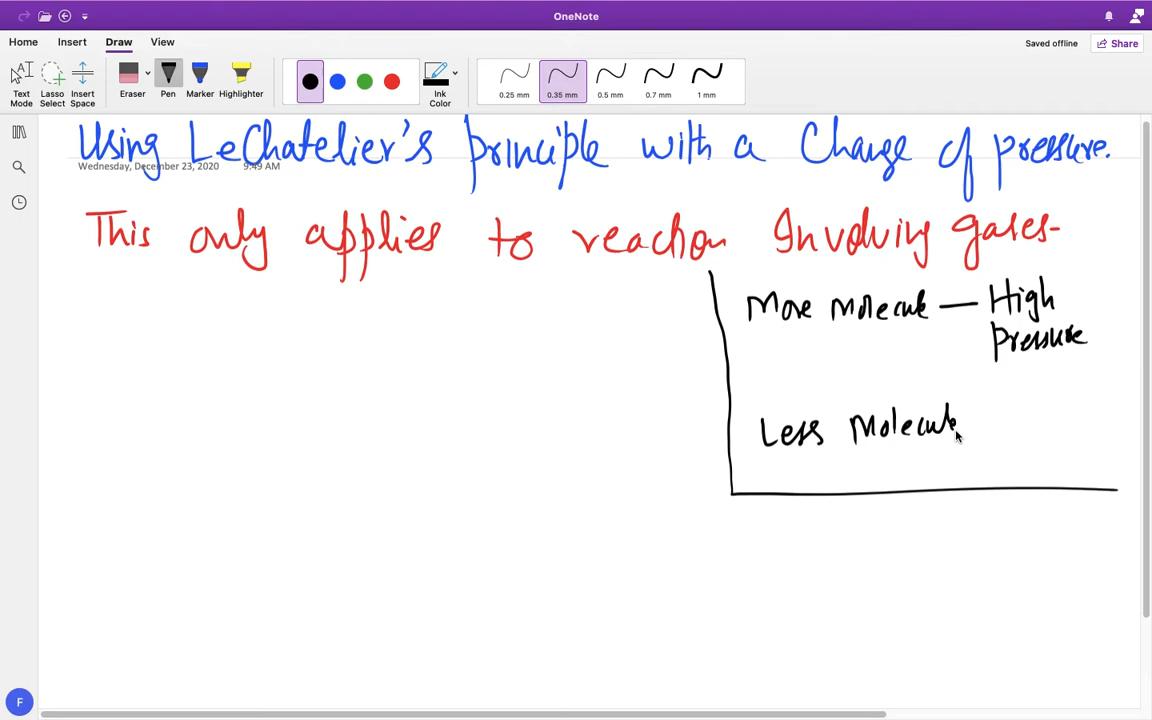 OneNote
Home Insert Draw View
Saved offline Share
Text Mode
Lasso Select
Insert Space
Eraser
Pen
Marker
Highlighter
Ink Color
0.25 mm
0.35 mm
0.5 mm
0.7 mm
1 mm
Using LeChatelier's principle with a Change of pressure.
Wednesday, December 23, 2020 9:49 AM
This only applies to reaction Involving gases-
More Molecule — High
Pressure
Less Molecule
F